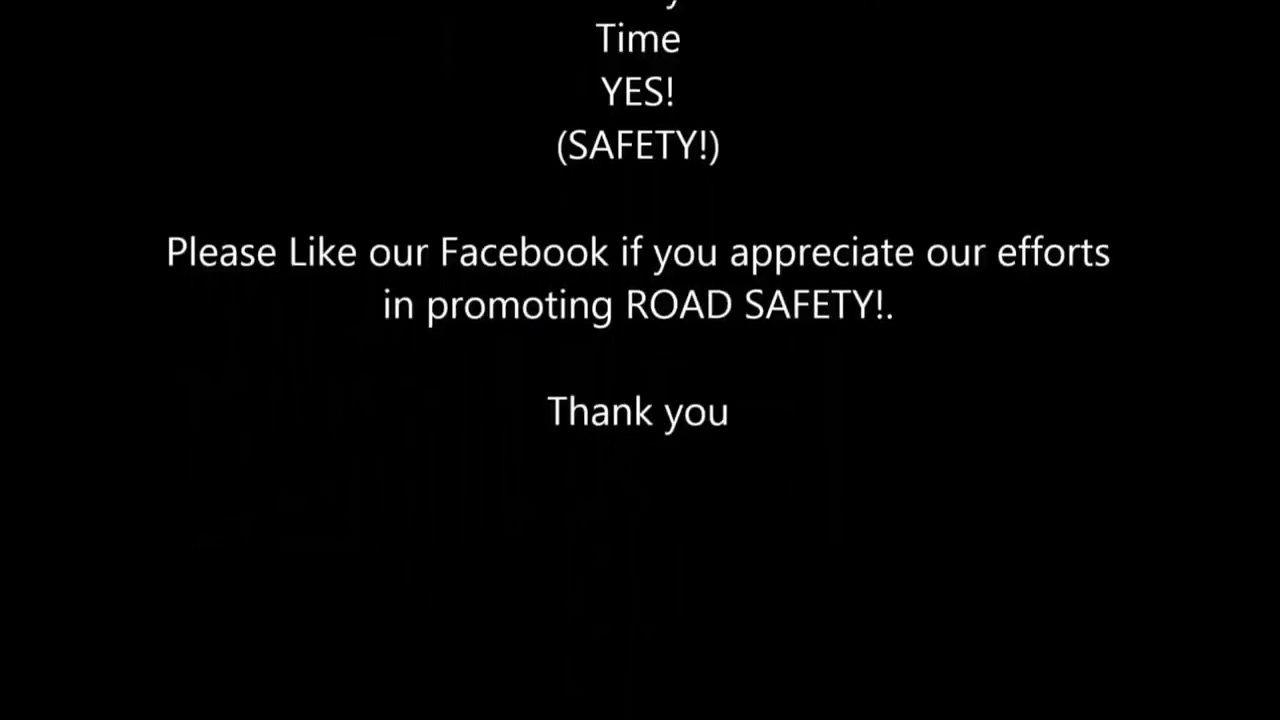 Time
YES!
(SAFETY!)
Please Like our Facebook if you appreciate our efforts
in promoting ROAD SAFETY!.
Thank you